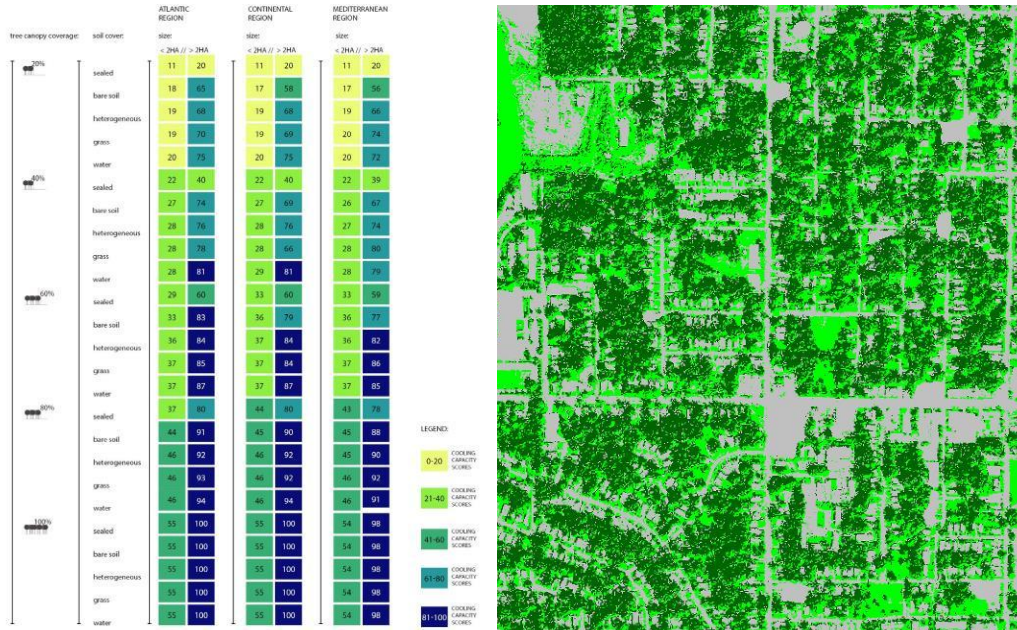 ATLANTIC REGION
CONTINENTAL REGION
MEDITERRANEAN REGION
tree canopy coverage:
soil cover:
size:
size:
size:
< 2HA // > 2HA
< 2HA // > 2HA
< 2HA // > 2HA
20%
sealed 11 20 11 20 11 20
bare soil 18 65 17 58 17 56
heterogeneous 19 68 19 68 19 66
grass 19 70 19 69 20 74
water 20 75 20 75 20 72
40%
sealed 22 40 22 40 22 39
bare soil 27 74 27 69 26 67
heterogeneous 28 76 28 76 27 74
grass 28 78 28 66 28 80
water 28 81 29 81 28 79
60%
sealed 29 60 33 60 33 59
bare soil 33 83 36 79 36 77
heterogeneous 36 84 37 84 36 82
grass 37 85 37 84 37 86
water 37 87 37 87 37 85
80%
sealed 37 80 44 80 43 78
bare soil 44 91 45 90 45 88
heterogeneous 46 92 46 92 45 90
grass 46 93 46 92 46 92
water 46 94 46 94 46 91
100%
sealed 55 100 55 100 54 98
bare soil 55 100 55 100 54 98
heterogeneous 55 100 55 100 54 98
grass 55 100 55 100 54 98
water 55 100 55 100 54 98
LEGEND:
0-20 COOLING CAPACITY SCORES
21-40 COOLING CAPACITY SCORES
41-60 COOLING CAPACITY SCORES
61-80 COOLING CAPACITY SCORES
81-100 COOLING CAPACITY SCORES